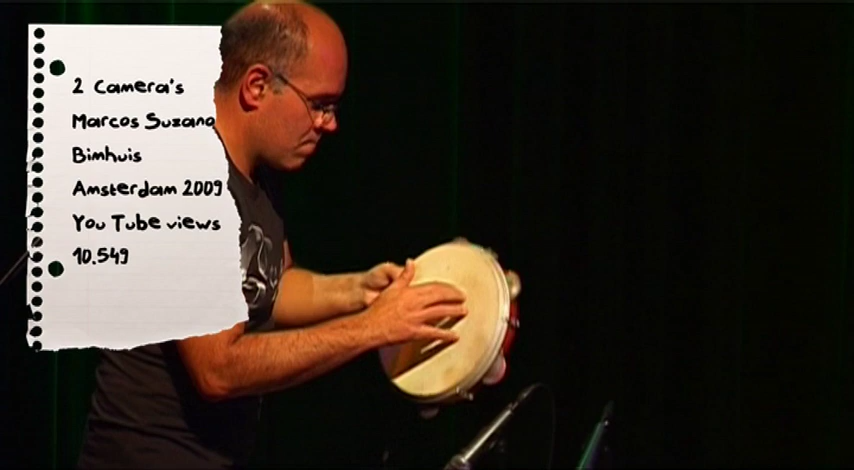 2 Camera's
Marcos Suzano
Bimhuis
Amsterdam 2009
You Tube views
10.549